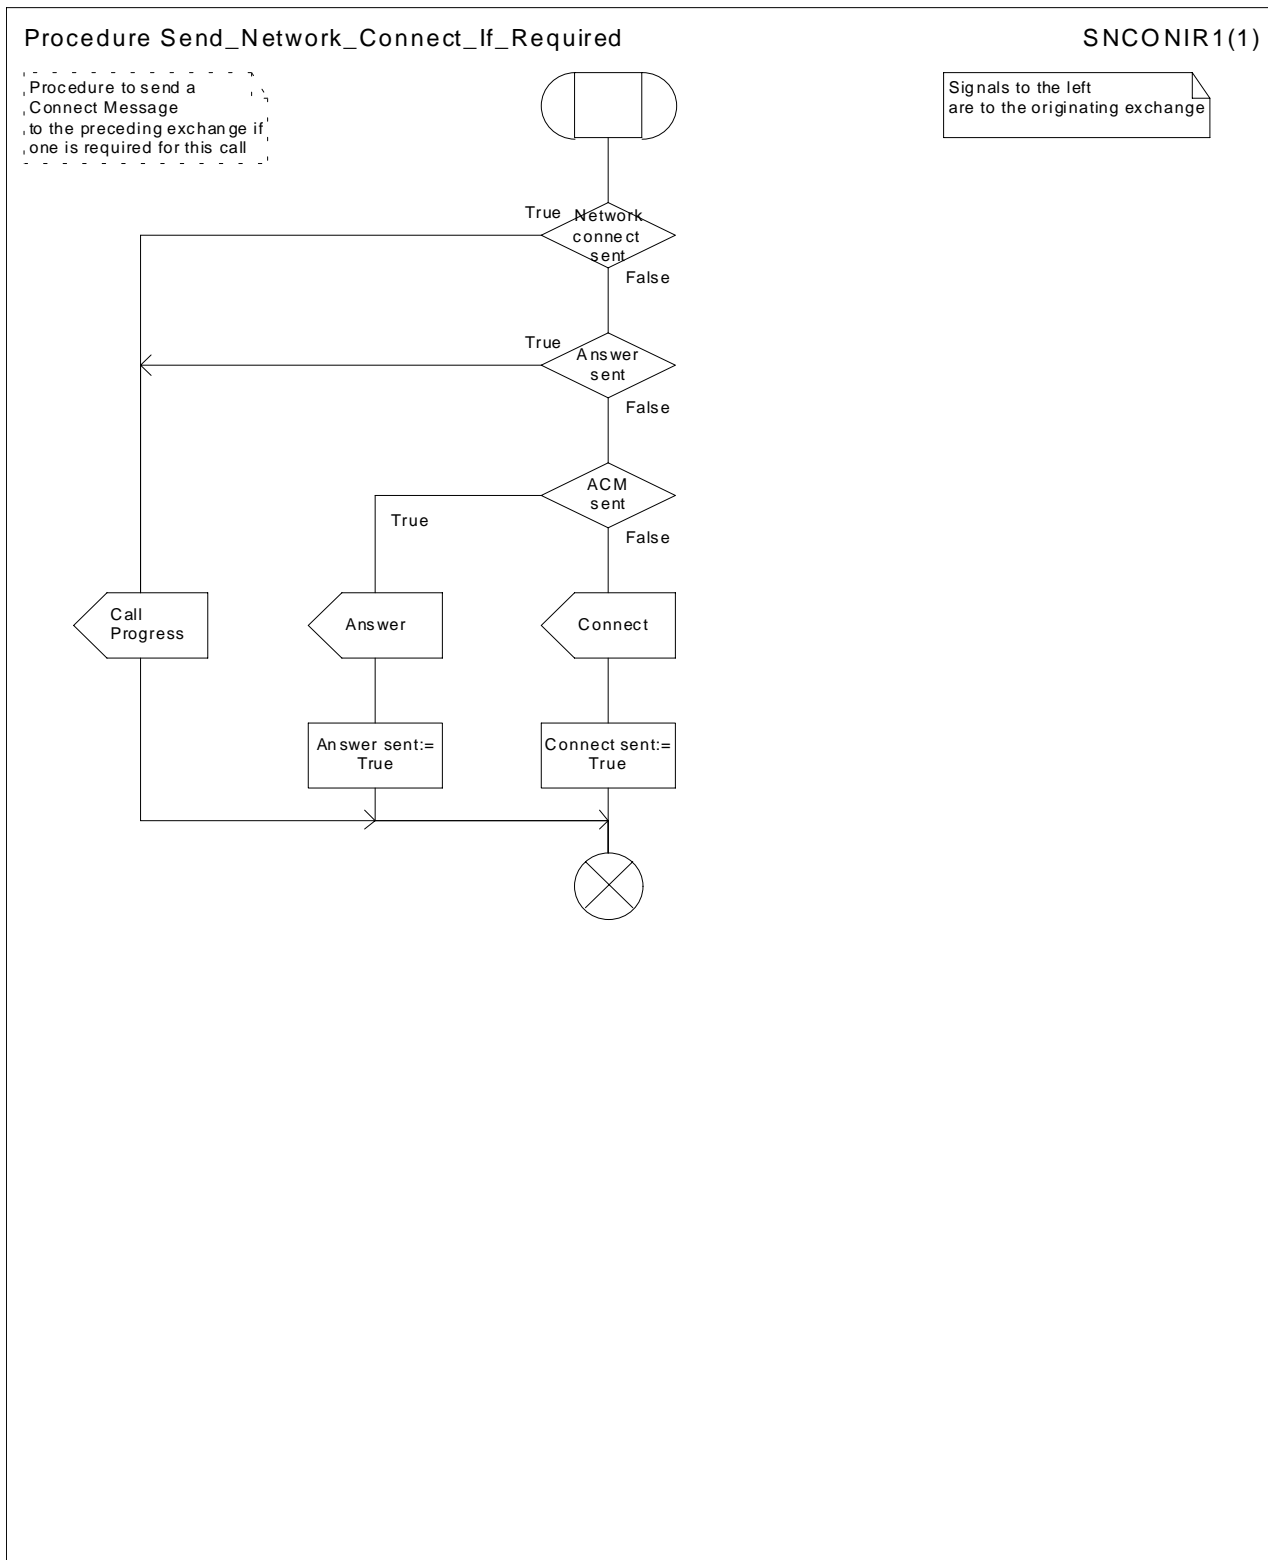 Procedure Send_Network_Connect_If_Required
SNCONIR1(1)
Procedure to send a
Connect Message
to the preceding exchange if
one is required for this call
Signals to the left
are to the originating exchange
True
Network
connect
sent
False
True
Answer
sent
False
ACM
sent
True
False
Call
Progress
Answer
Connect
Answer sent:=
True
Connect sent:=
True